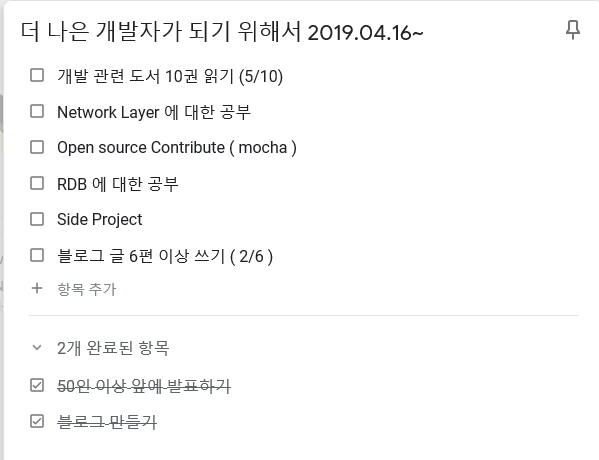 더 나은 개발자가 되기 위해서 2019.04.16~
개발 관련 도서 10권 읽기 (5/10)
Network Layer 에 대한 공부
Open source Contribute ( mocha )
RDB 에 대한 공부
Side Project
블로그 글 6편 이상 쓰기 ( 2/6 )
항목 추가
2개 완료된 항목
50인 이상 앞에 발표하기
블로그 만들기